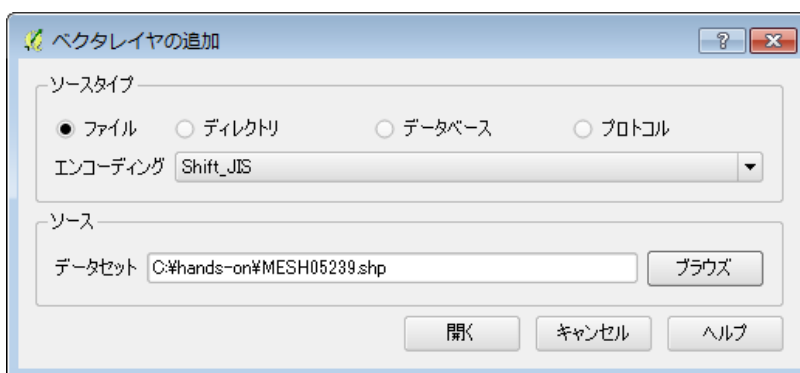 ベクタレイヤの追加
ソースタイプ
ファイル ディレクトリ データベース プロトコル
エンコーディング Shift_JIS
ソース
データセット C:¥hands-on¥MESH05239.shp ブラウズ
開く キャンセル ヘルプ